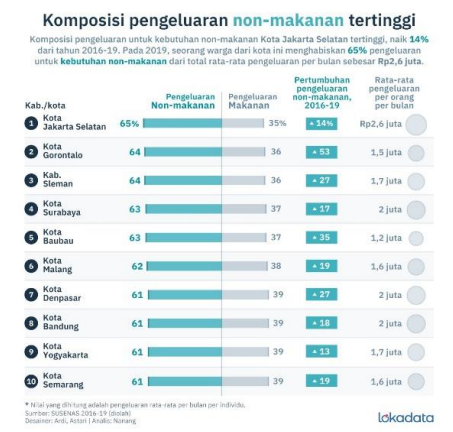 Komposisi pengeluaran non-makanan tertinggi
Komposisi pengeluaran untuk kebutuhan non-makanan Kota Jakarta Selatan tertinggi, naik 14%
dari tahun 2016-19. Pada 2019, seorang warga dari kota ini menghabiskan 65% pengeluaran
untuk kebutuhan non-makanan dari total rata-rata pengeluaran per bulan sebesar Rp2,6 juta.
Kab./kota
Pengeluaran
Non-makanan
Pengeluaran
Makanan
Pertumbuhan
pengeluaran
non-makanan,
2016-19
Rata-rata
pengeluaran
per orang
per bulan
1 Kota
Jakarta Selatan 65% 35% 14% Rp2,6 juta
2 Kota
Gorontalo 64 36 53 1,5 juta
3 Kab.
Sleman 64 36 27 1,7 juta
4 Kota
Surabaya 63 37 17 2 juta
5 Kota
Baubau 63 37 35 1,2 juta
6 Kota
Malang 62 38 19 1,6 juta
7 Kota
Denpasar 61 39 27 2 juta
8 Kota
Bandung 61 39 18 2 juta
9 Kota
Yogyakarta 61 39 13 1,7 juta
10 Kota
Semarang 61 39 19 1,6 juta
* Nilai yang dihitung adalah pengeluaran rata-rata per bulan per individu.
Sumber: SUSENAS 2016-19 (diolah)
Desainer: Ardi, Astari | Analis: Nanang
lokadata